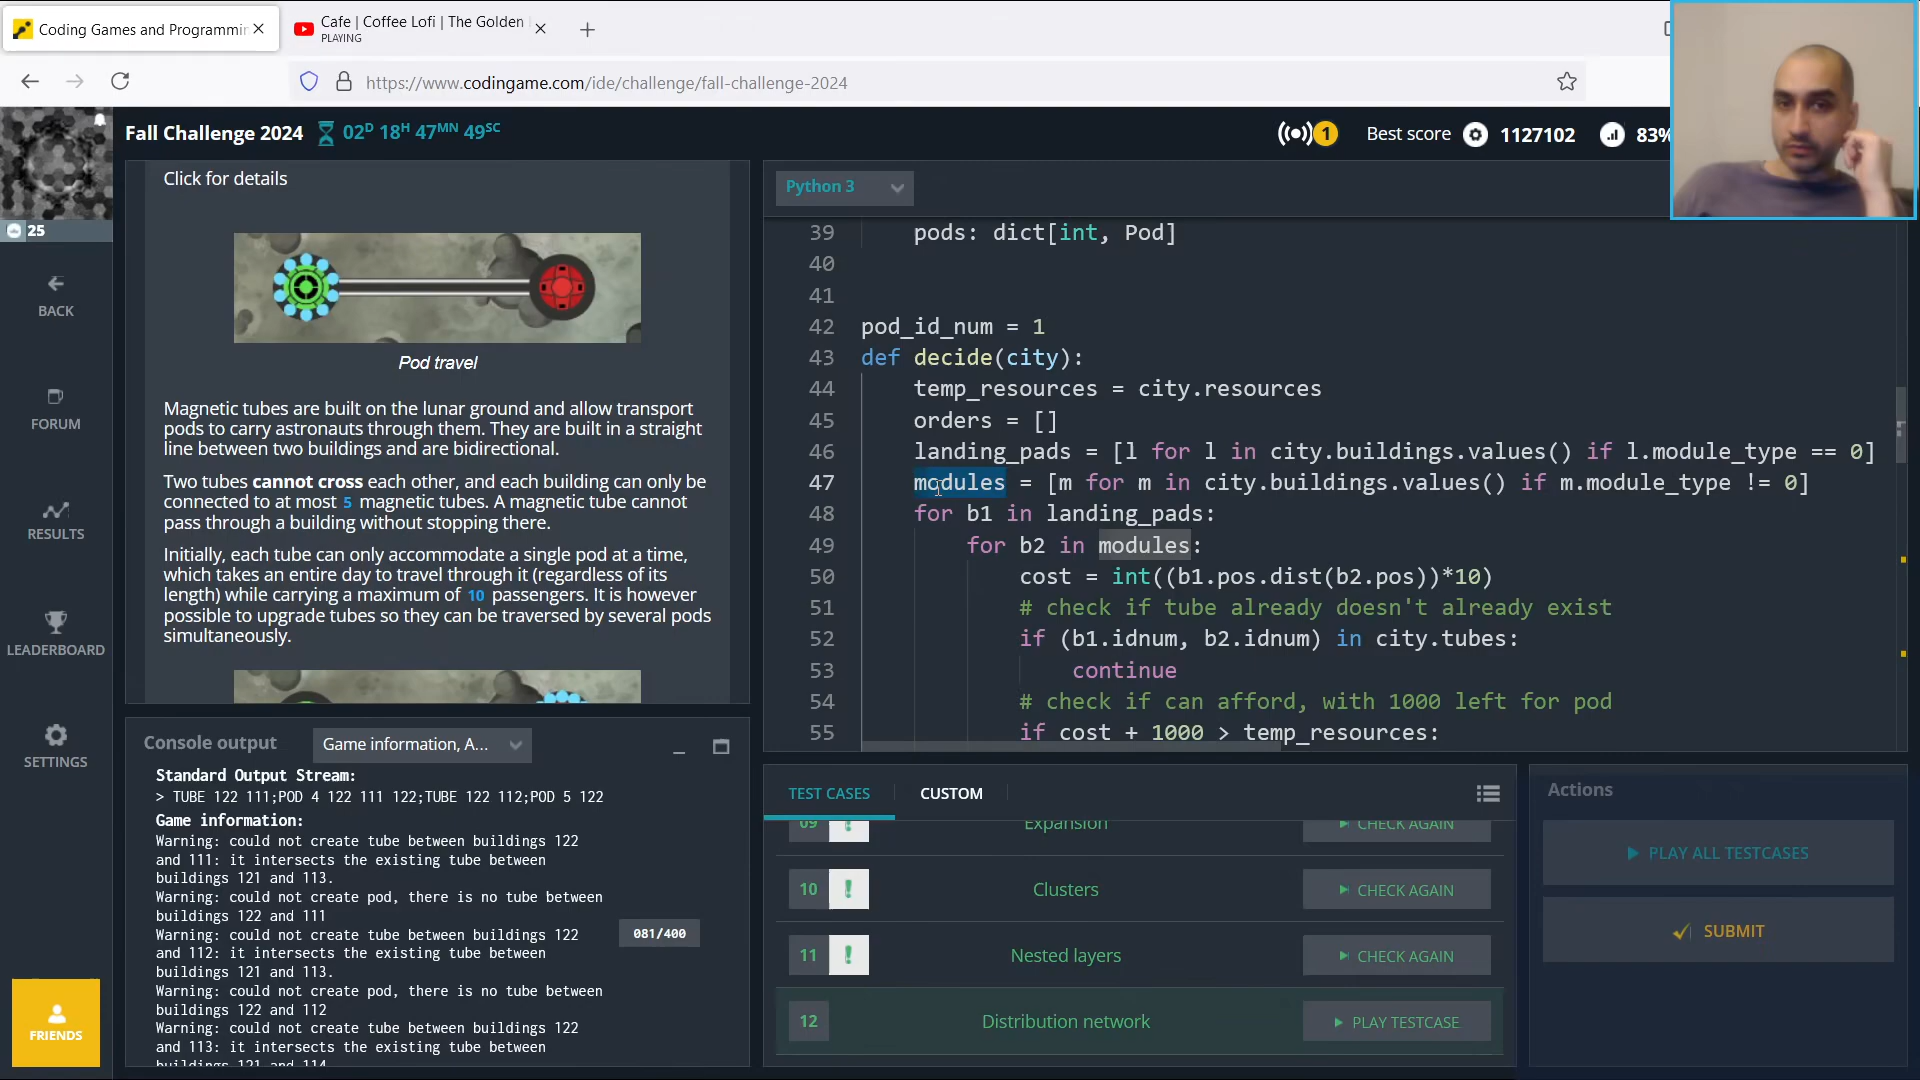 Coding Games and Programmin
Cafe | Coffee Lofi | The Golden
PLAYING
https://www.codingame.com/ide/challenge/fall-challenge-2024
Fall Challenge 2024
02D 18H 47MN 49SC
1
Best score
1127102
83%
25
BACK
FORUM
RESULTS
LEADERBOARD
SETTINGS
FRIENDS
Click for details
Pod travel
Magnetic tubes are built on the lunar ground and allow transport
pods to carry astronauts through them. They are built in a straight
line between two buildings and are bidirectional.
Two tubes cannot cross each other, and each building can only be
connected to at most 5 magnetic tubes. A magnetic tube cannot
pass through a building without stopping there.
Initially, each tube can only accommodate a single pod at a time,
which takes an entire day to travel through it (regardless of its
length) while carrying a maximum of 10 passengers. It is however
possible to upgrade tubes so they can be traversed by several pods
simultaneously.
Console output
Game information, A...
Standard Output Stream:
> TUBE 122 111;POD 4 122 111 122;TUBE 122 112;POD 5 122
Game information:
Warning: could not create tube between buildings 122
and 111: it intersects the existing tube between
buildings 121 and 113.
Warning: could not create pod, there is no tube between
buildings 122 and 111
Warning: could not create tube between buildings 122
and 112: it intersects the existing tube between
buildings 121 and 113.
Warning: could not create pod, there is no tube between
buildings 122 and 112
Warning: could not create tube between buildings 122
and 113: it intersects the existing tube between
buildings 121 and 114.
081/400
Python 3
39 pods: dict[int, Pod]
40
41
42 pod_id_num = 1
43 def decide(city):
44 temp_resources = city.resources
45 orders = []
46 landing_pads = [l for l in city.buildings.values() if l.module_type == 0]
47 modules = [m for m in city.buildings.values() if m.module_type != 0]
48 for b1 in landing_pads:
49 for b2 in modules:
50 cost = int((b1.pos.dist(b2.pos))*10)
51 # check if tube already doesn't already exist
52 if (b1.idnum, b2.idnum) in city.tubes:
53 continue
54 # check if can afford, with 1000 left for pod
55 if cost + 1000 > temp_resources:
TEST CASES
CUSTOM
09 ! Expansion CHECK AGAIN
10 ! Clusters CHECK AGAIN
11 ! Nested layers CHECK AGAIN
12 Distribution network PLAY TESTCASE
Actions
PLAY ALL TESTCASES
SUBMIT